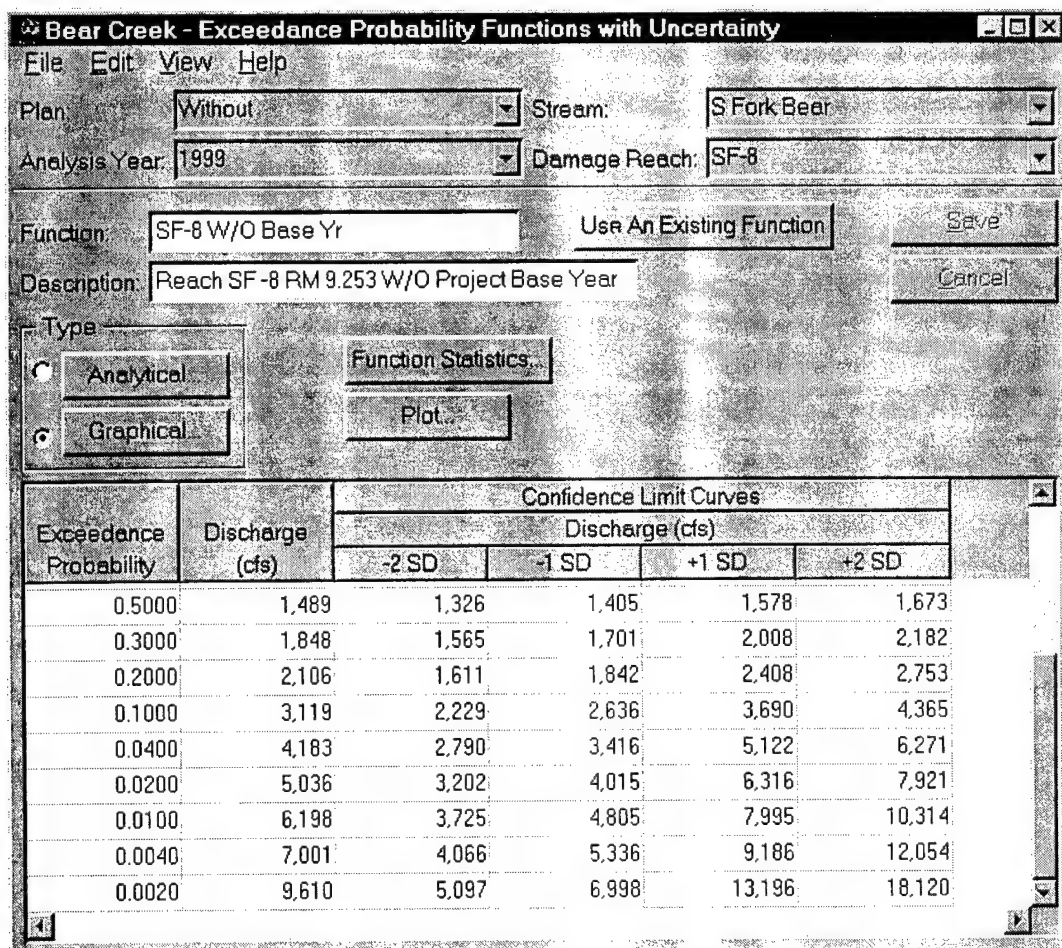 Bear Creek - Exceedance Probability Functions with Uncertainty
File Edit View Help
Plan: Without Stream: S Fork Bear
Analysis Year: 1999 Damage Reach: SF-8
Function: SF-8 W/O Base Yr Use An Existing Function Save
Description: Reach SF -8 RM 9.253 W/O Project Base Year Cancel
Type
Analytical... Function Statistics...
Graphical... Plot...
Confidence Limit Curves
Exceedance Probability Discharge (cfs) Discharge (cfs)
-2 SD -1 SD +1 SD +2 SD
0.5000 1,489 1,326 1,405 1,578 1,673
0.3000 1,848 1,565 1,701 2,008 2,182
0.2000 2,106 1,611 1,842 2,408 2,753
0.1000 3,119 2,229 2,636 3,690 4,365
0.0400 4,183 2,790 3,416 5,122 6,271
0.0200 5,036 3,202 4,015 6,316 7,921
0.0100 6,198 3,725 4,805 7,995 10,314
0.0040 7,001 4,066 5,336 9,186 12,054
0.0020 9,610 5,097 6,998 13,196 18,120